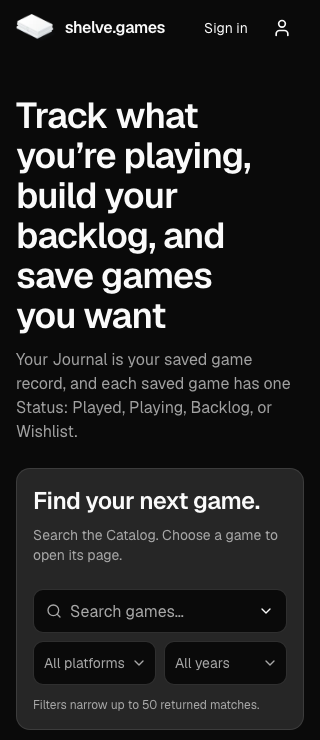 shelve.games
Sign in
Track what
you’re playing,
build your
backlog, and
save games
you want
Your Journal is your saved game
record, and each saved game has one
Status: Played, Playing, Backlog, or
Wishlist.
Find your next game.
Search the Catalog. Choose a game to
open its page.
Search games...
All platforms
All years
Filters narrow up to 50 returned matches.